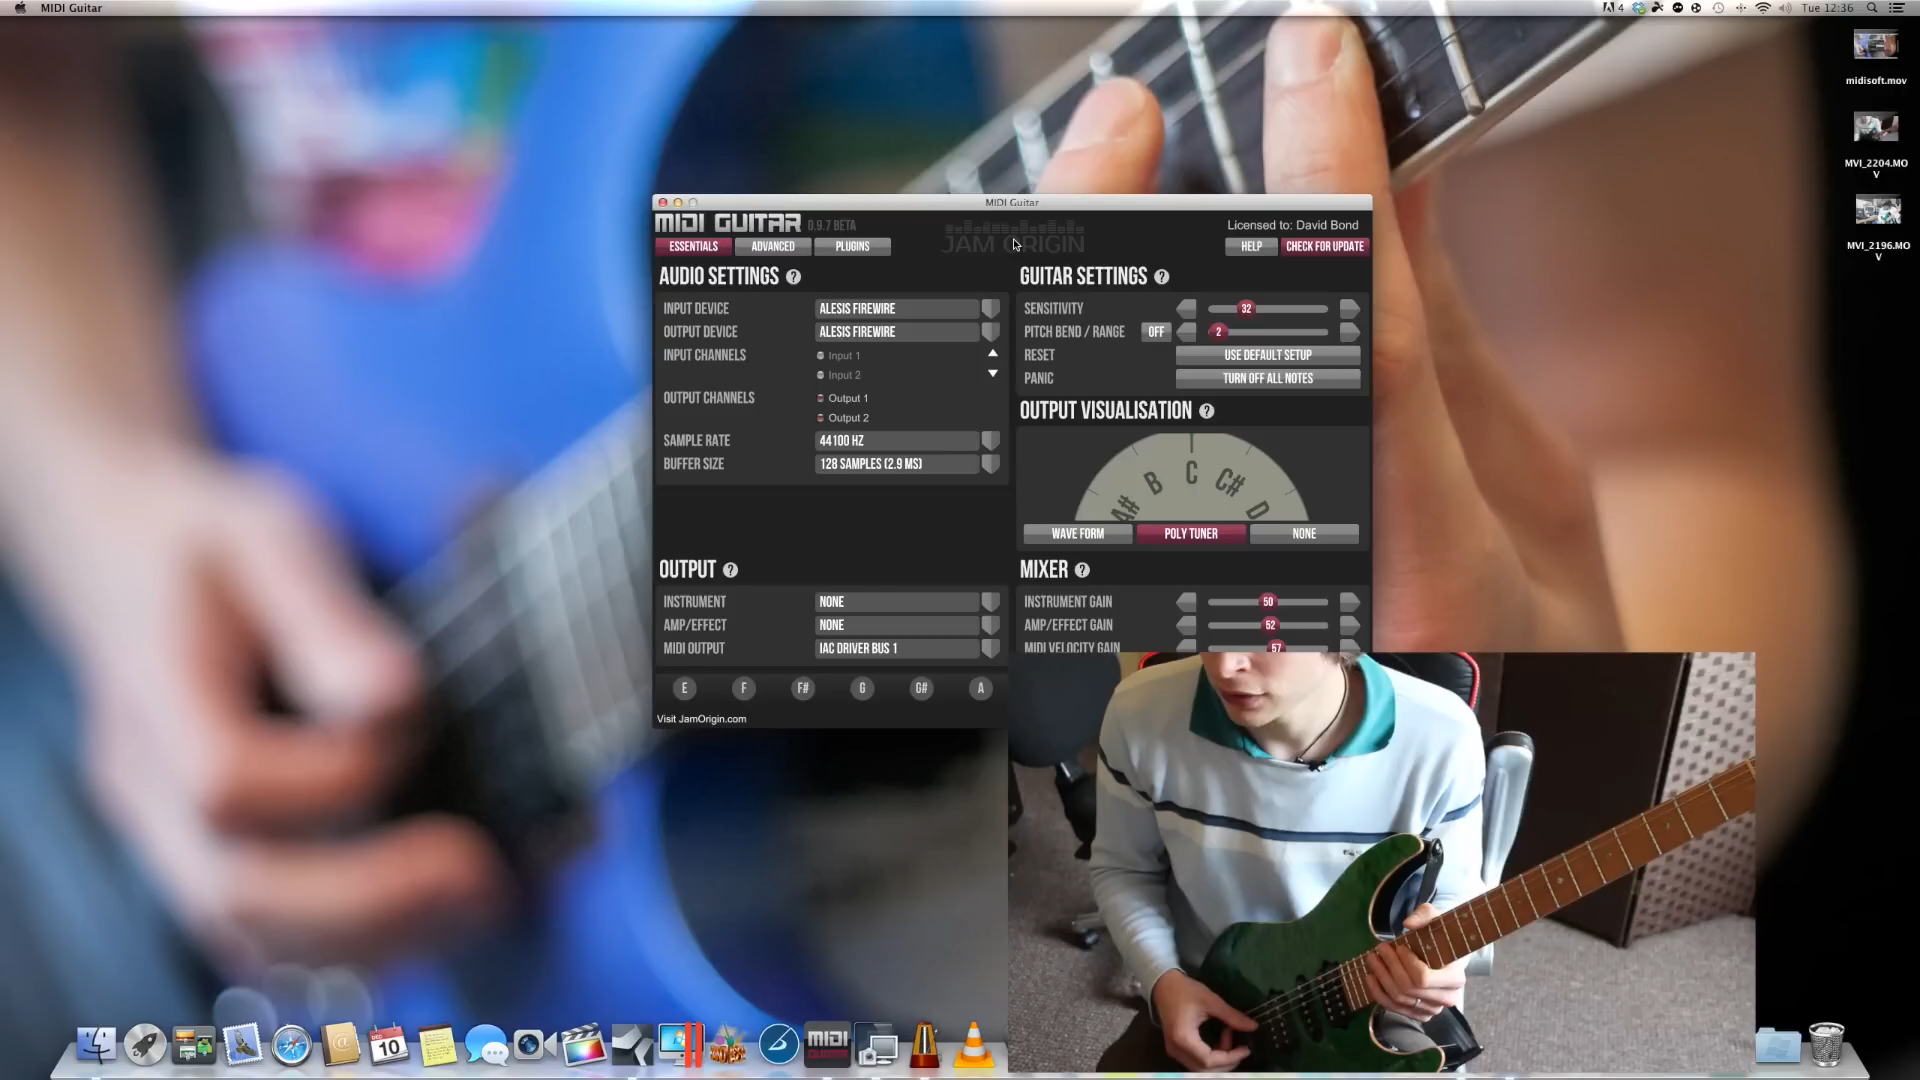 MIDI Guitar
4
Tue 12:36
midisoft.mov
MVI_2204.MO
V
MVI_2196.MO
V
MIDI Guitar
MIDI GUITAR 0.9.7 BETA
JAM ORIGIN
Licensed to: David Bond
ESSENTIALS
ADVANCED
PLUGINS
HELP
CHECK FOR UPDATE
AUDIO SETTINGS ?
INPUT DEVICE
ALESIS FIREWIRE
OUTPUT DEVICE
ALESIS FIREWIRE
INPUT CHANNELS
Input 1
Input 2
OUTPUT CHANNELS
Output 1
Output 2
SAMPLE RATE
44100 HZ
BUFFER SIZE
128 SAMPLES (2.9 MS)
GUITAR SETTINGS ?
SENSITIVITY
32
PITCH BEND / RANGE
OFF
2
RESET
USE DEFAULT SETUP
PANIC
TURN OFF ALL NOTES
OUTPUT VISUALISATION ?
A# B C C# D
WAVE FORM
POLY TUNER
NONE
OUTPUT ?
INSTRUMENT
NONE
AMP/EFFECT
NONE
MIDI OUTPUT
IAC DRIVER BUS 1
MIXER ?
INSTRUMENT GAIN
50
AMP/EFFECT GAIN
52
MIDI VELOCITY GAIN
57
E F F# G G# A
Visit JamOrigin.com
DEC
10
MIDI
GUITAR